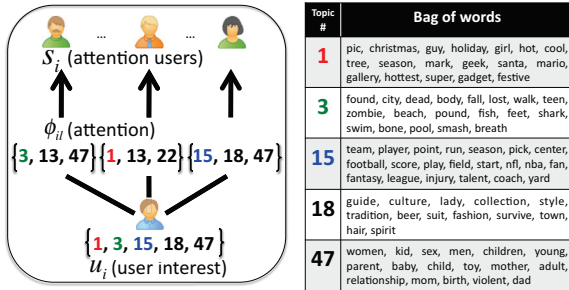 ... ...
s_i (attention users)
ϕ_il (attention)
{3, 13, 47} {1, 13, 22} {15, 18, 47}
{1, 3, 15, 18, 47}
u_i (user interest)
Topic # Bag of words
1
pic, christmas, guy, holiday, girl, hot, cool,
tree, season, mark, geek, santa, mario,
gallery, hottest, super, gadget, festive
3
found, city, dead, body, fall, lost, walk, teen,
zombie, beach, pound, fish, feet, shark,
swim, bone, pool, smash, breath
15
team, player, point, run, season, pick, center,
football, score, play, field, start, nfl, nba, fan,
fantasy, league, injury, talent, coach, yard
18
guide, culture, lady, collection, style,
tradition, beer, suit, fashion, survive, town,
hair, spirit
47
women, kid, sex, men, children, young,
parent, baby, child, toy, mother, adult,
relationship, mom, birth, violent, dad